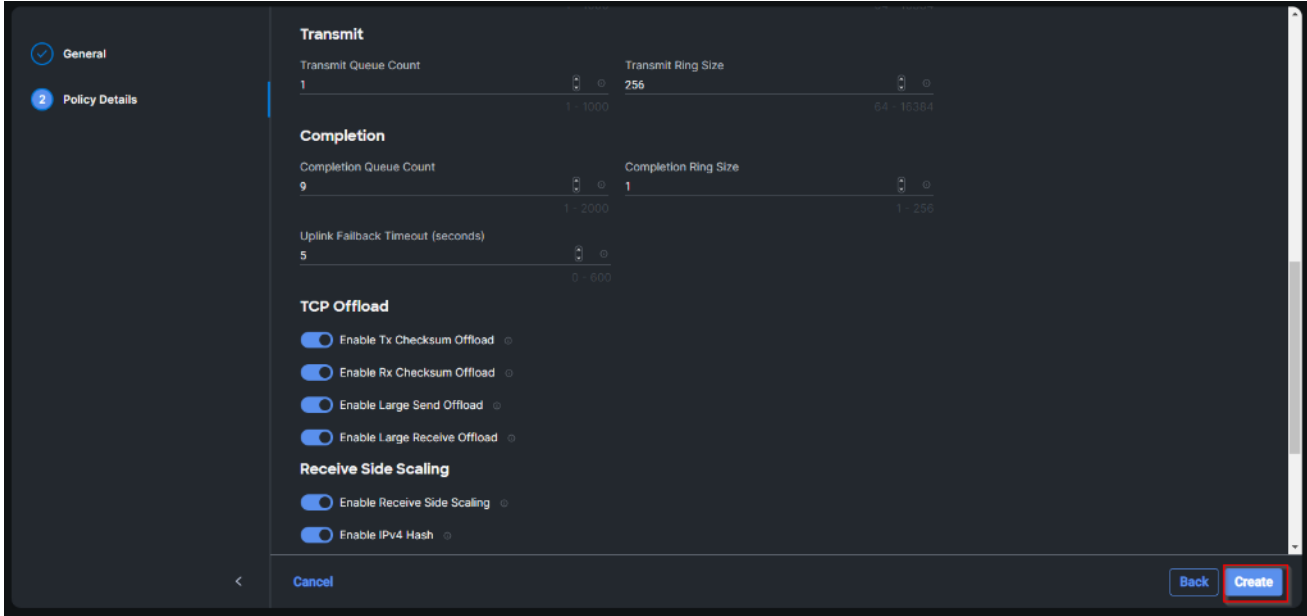 General
2 Policy Details
Transmit
Transmit Queue Count Transmit Ring Size
1 256
1 - 1000 64 - 16384
Completion
Completion Queue Count Completion Ring Size
9 1
1 - 2000 1 - 256
Uplink Failback Timeout (seconds)
5
0 - 600
TCP Offload
Enable Tx Checksum Offload
Enable Rx Checksum Offload
Enable Large Send Offload
Enable Large Receive Offload
Receive Side Scaling
Enable Receive Side Scaling
Enable IPv4 Hash
Cancel Back Create